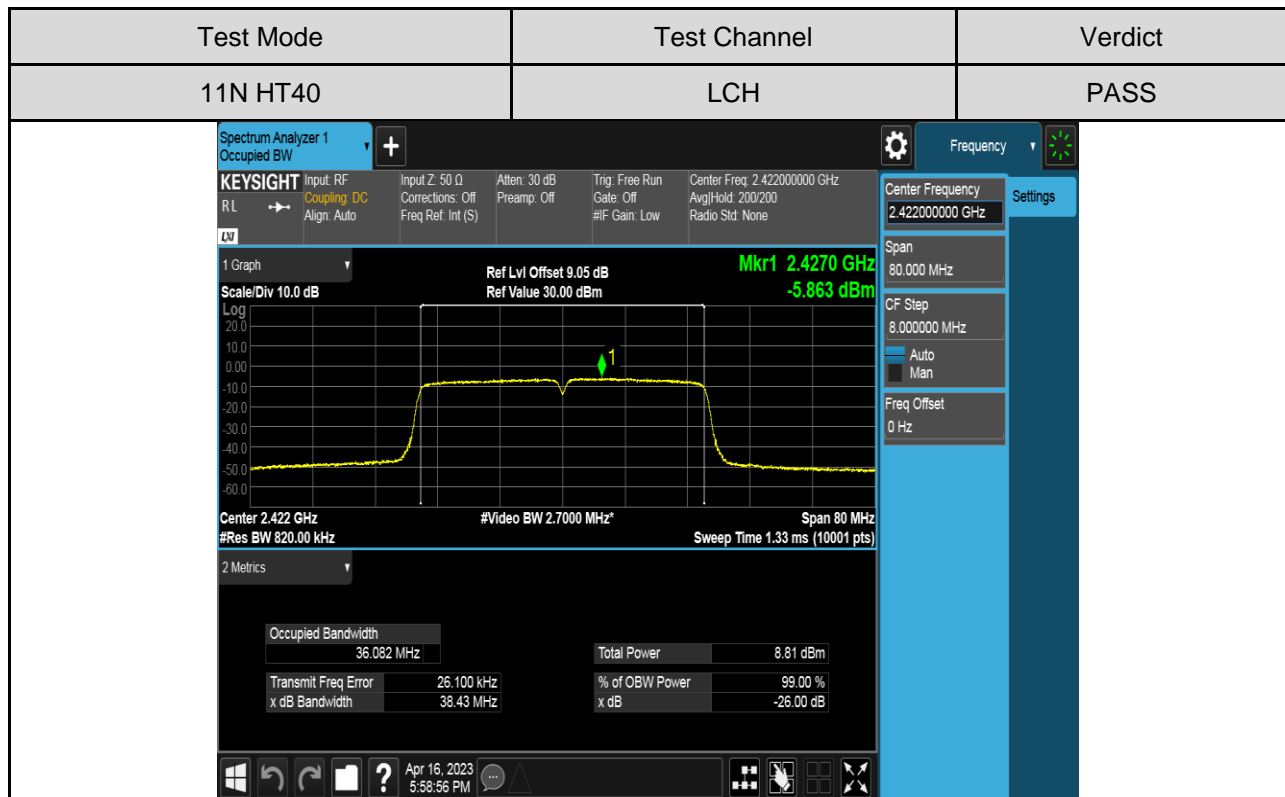 Test Mode Test Channel Verdict
11N HT40 LCH PASS
Spectrum Analyzer 1
Occupied BW
Frequency
KEYSIGHT Input: RF Input Z: 50 Ω Atten: 30 dB Trig: Free Run Center Freq: 2.422000000 GHz
RL Coupling: DC Corrections: Off Preamp: Off Gate: Off Avg|Hold: 200/200
Align: Auto Freq Ref: Int (S) #IF Gain: Low Radio Std: None
LXI
Center Frequency
2.422000000 GHz
Settings
Span
80.000 MHz
CF Step
8.000000 MHz
Auto
Man
Freq Offset
0 Hz
1 Graph Ref Lvl Offset 9.05 dB Mkr1 2.4270 GHz
Scale/Div 10.0 dB Ref Value 30.00 dBm -5.863 dBm
Log
20.0
10.0
0.00
-10.0
-20.0
-30.0
-40.0
-50.0
-60.0
1
Center 2.422 GHz #Video BW 2.7000 MHz* Span 80 MHz
#Res BW 820.00 kHz Sweep Time 1.33 ms (10001 pts)
2 Metrics
Occupied Bandwidth
36.082 MHz Total Power 8.81 dBm
Transmit Freq Error 26.100 kHz % of OBW Power 99.00 %
x dB Bandwidth 38.43 MHz x dB -26.00 dB
? Apr 16, 2023
5:58:56 PM